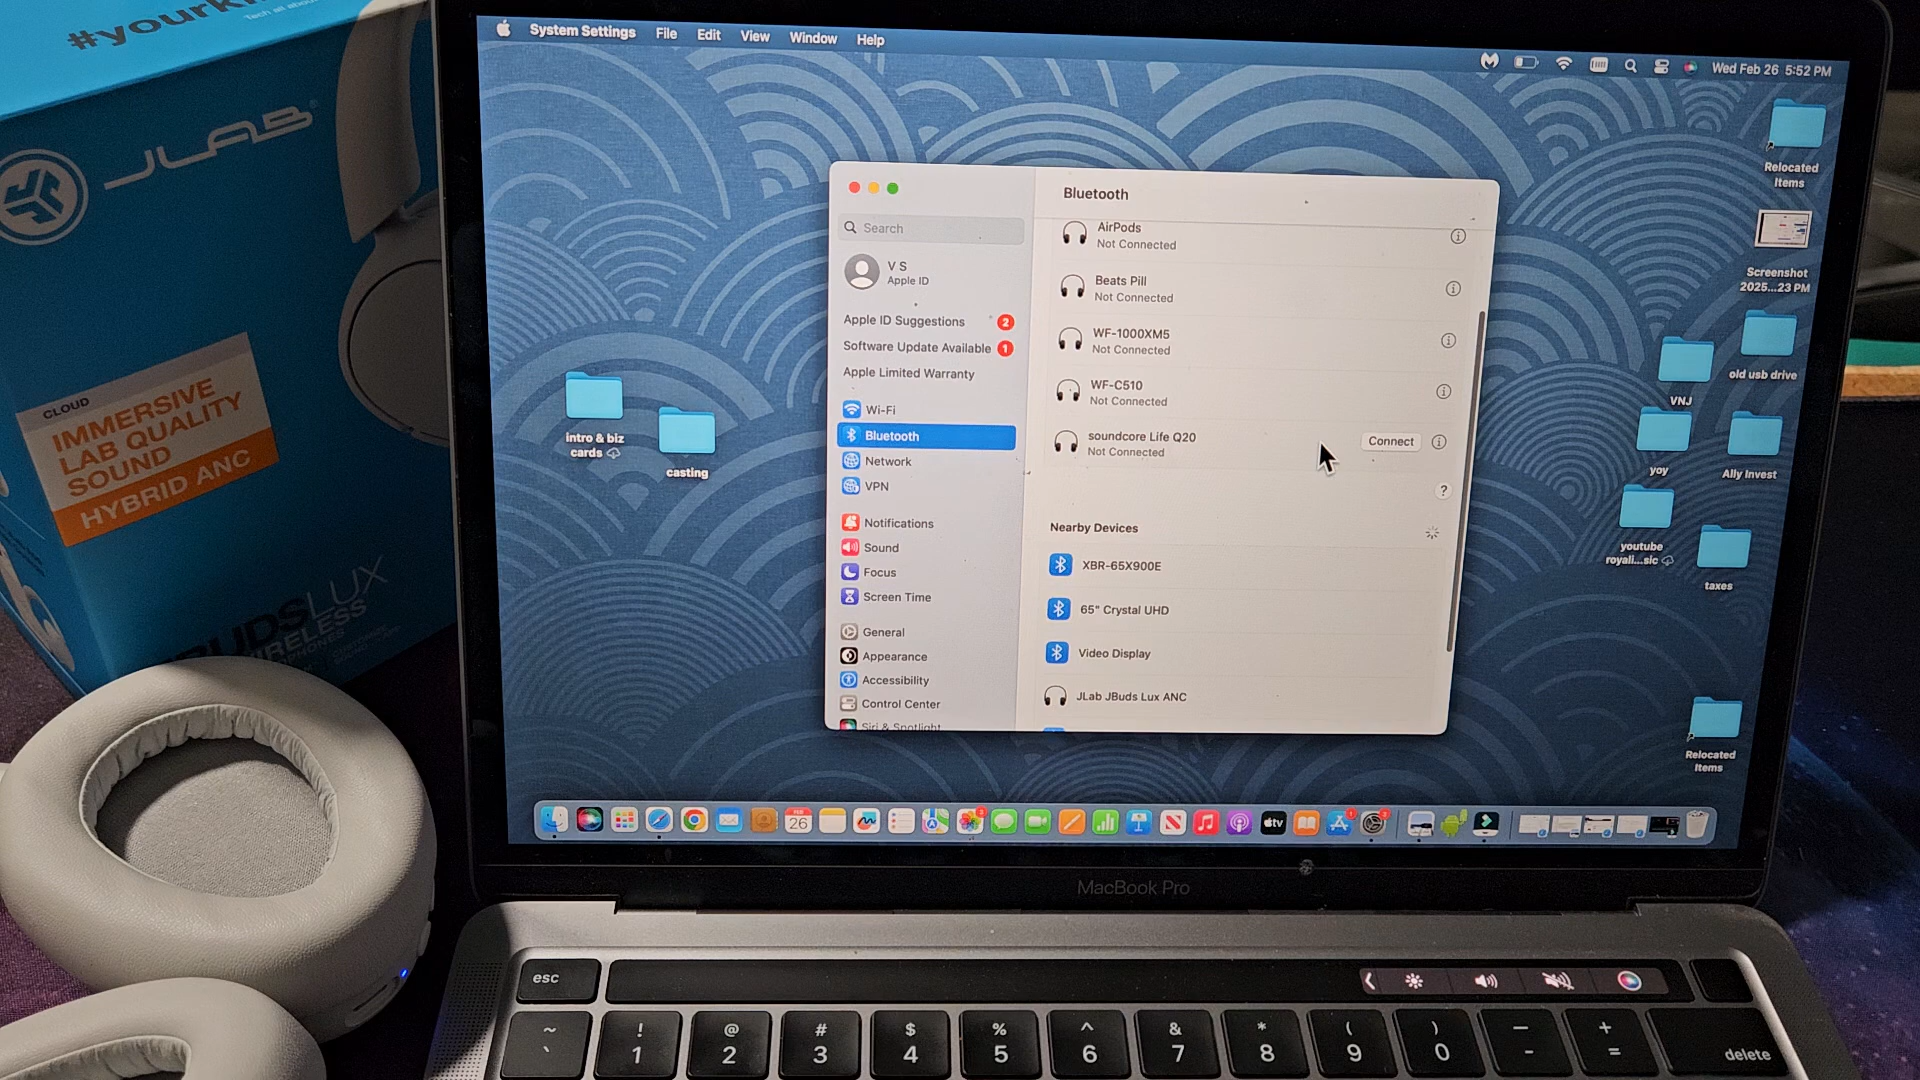 JLAB
CLOUD
IMMERSIVE
LAB QUALITY
SOUND
HYBRID ANC
System Settings File Edit View Window Help
Wed Feb 26 5:52 PM
Bluetooth
Search
V S
Apple ID
Apple ID Suggestions 2
Software Update Available 1
Apple Limited Warranty
Wi-Fi
Bluetooth
Network
VPN
Notifications
Sound
Focus
Screen Time
General
Appearance
Accessibility
Control Center
Siri & Spotlight
AirPods
Not Connected
Beats Pill
Not Connected
WF-1000XM5
Not Connected
WF-C510
Not Connected
soundcore Life Q20
Not Connected
Connect
?
Nearby Devices
XBR-65X900E
65" Crystal UHD
Video Display
JLab JBuds Lux ANC
intro & biz
cards
casting
Relocated
Items
Screenshot
2025...23 PM
old usb drive
VNJ
yoy
Ally Invest
youtube
royali...sic
taxes
Relocated
Items
FEB
26
tv
MacBook Pro
esc
~ ! @ # $ % ^ & * ( ) _ +
` 1 2 3 4 5 6 7 8 9 0 - = delete